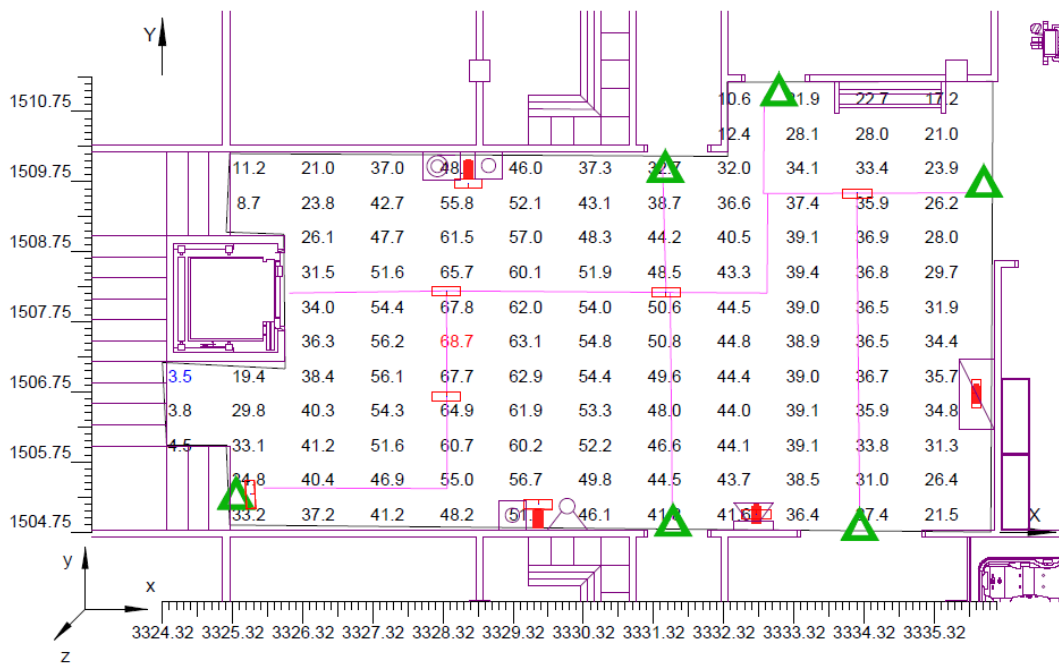 Y
1510.75 10.6 22.7 17.2
12.4 28.1 28.0 21.0
1509.75 11.2 21.0 37.0 46.0 37.3 32.7 32.0 34.1 33.4 23.9
8.7 23.8 42.7 55.8 52.1 43.1 38.7 36.6 37.4 35.9 26.2
1508.75 26.1 47.7 61.5 57.0 48.3 44.2 40.5 39.1 36.9 28.0
31.5 51.6 65.7 60.1 51.9 48.5 43.3 39.4 36.8 29.7
1507.75 34.0 54.4 67.8 62.0 54.0 50.6 44.5 39.0 36.5 31.9
36.3 56.2 68.7 63.1 54.8 50.8 44.8 38.9 36.5 34.4
1506.75 3.5 19.4 38.4 56.1 67.7 62.9 54.4 49.6 44.4 39.0 36.7 35.7
3.8 29.8 40.3 54.3 64.9 61.9 53.3 48.0 44.0 39.1 35.9 34.8
1505.75 4.5 33.1 41.2 51.6 60.7 60.2 52.2 46.6 44.1 39.1 33.8 31.3
40.4 46.9 55.0 56.7 49.8 44.5 43.7 38.5 31.0 26.4
1504.75 33.2 37.2 41.2 48.2 46.1 36.4 21.5 X
y
x
3324.32 3325.32 3326.32 3327.32 3328.32 3329.32 3330.32 3331.32 3332.32 3333.32 3334.32 3335.32
z